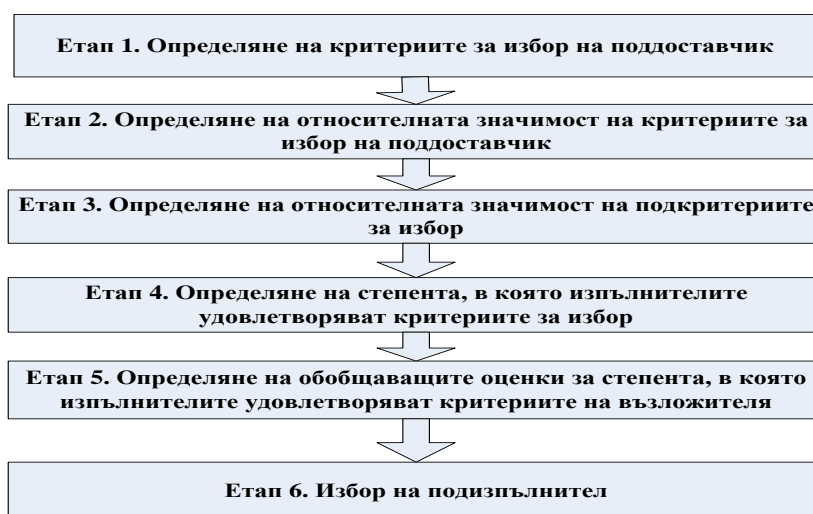 Етап 1. Определяне на критериите за избор на поддоставчик
Етап 2. Определяне на относителната значимост на критериите за
избор на поддоставчик
Етап 3. Определяне на относителната значимост на подкритериите
за избор
Етап 4. Определяне на степента, в която изпълнителите
удовлетворяват критериите за избор
Етап 5. Определяне на обобщаващите оценки за степента, в която
изпълнителите удовлетворяват критериите на възложителя
Етап 6. Избор на подизпълнител